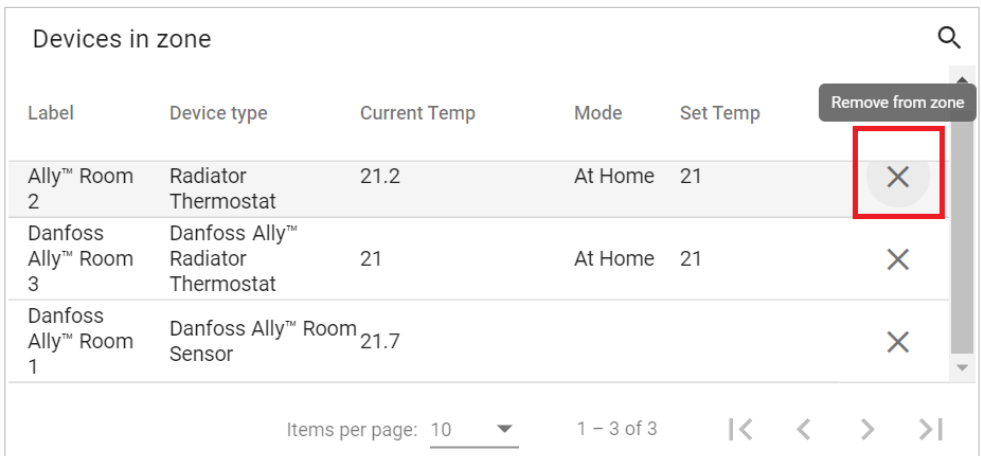 Devices in zone
Remove from zone
Label Device type Current Temp Mode Set Temp
Ally™ Room 2 Radiator Thermostat 21.2 At Home 21
Danfoss Ally™ Room 3 Danfoss Ally™ Radiator Thermostat 21 At Home 21
Danfoss Ally™ Room 1 Danfoss Ally™ Room Sensor 21.7
Items per page: 10 1 – 3 of 3